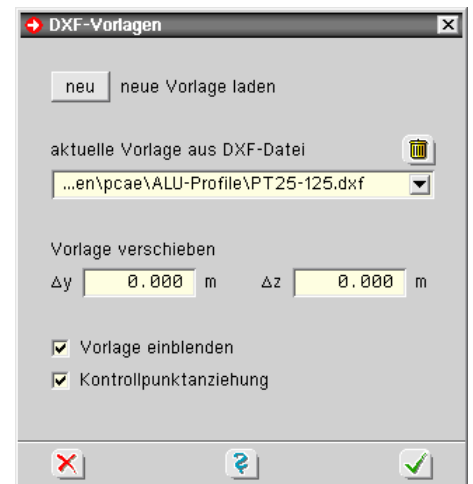 DXF-Vorlagen
neu neue Vorlage laden
aktuelle Vorlage aus DXF-Datei
...en\pcae\ALU-Profile\PT25-125.dxf
Vorlage verschieben
Δy 0.000 m Δz 0.000 m
Vorlage einblenden
Kontrollpunktanziehung